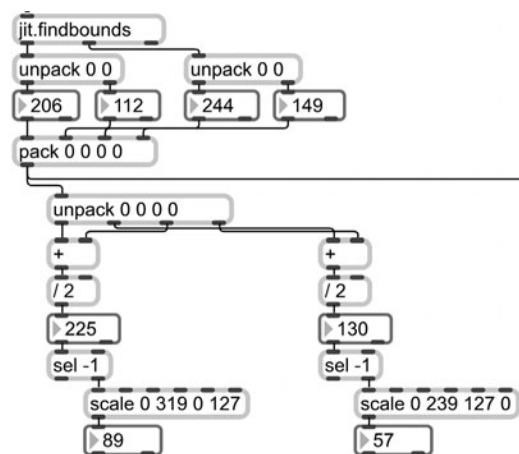 jit.findbounds
unpack 0 0 unpack 0 0
206 112 244 149
pack 0 0 0 0
unpack 0 0 0 0
+ +
/ 2 / 2
225 130
sel -1 sel -1
scale 0 319 0 127 scale 0 239 127 0
89 57